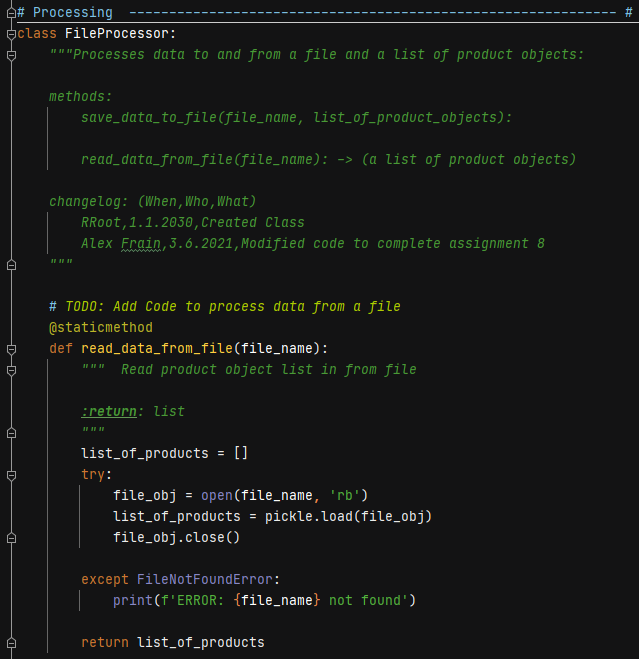 # Processing  ------------------------------------------------------------- #
class FileProcessor:
    """Processes data to and from a file and a list of product objects:

    methods:
        save_data_to_file(file_name, list_of_product_objects):

        read_data_from_file(file_name): -> (a list of product objects)

    changelog: (When,Who,What)
        RRoot,1.1.2030,Created Class
        Alex Frain,3.6.2021,Modified code to complete assignment 8
    """

    # TODO: Add Code to process data from a file
    @staticmethod
    def read_data_from_file(file_name):
        """  Read product object list in from file

        :return: list
        """
        list_of_products = []
        try:
            file_obj = open(file_name, 'rb')
            list_of_products = pickle.load(file_obj)
            file_obj.close()

        except FileNotFoundError:
            print(f'ERROR: {file_name} not found')

        return list_of_products